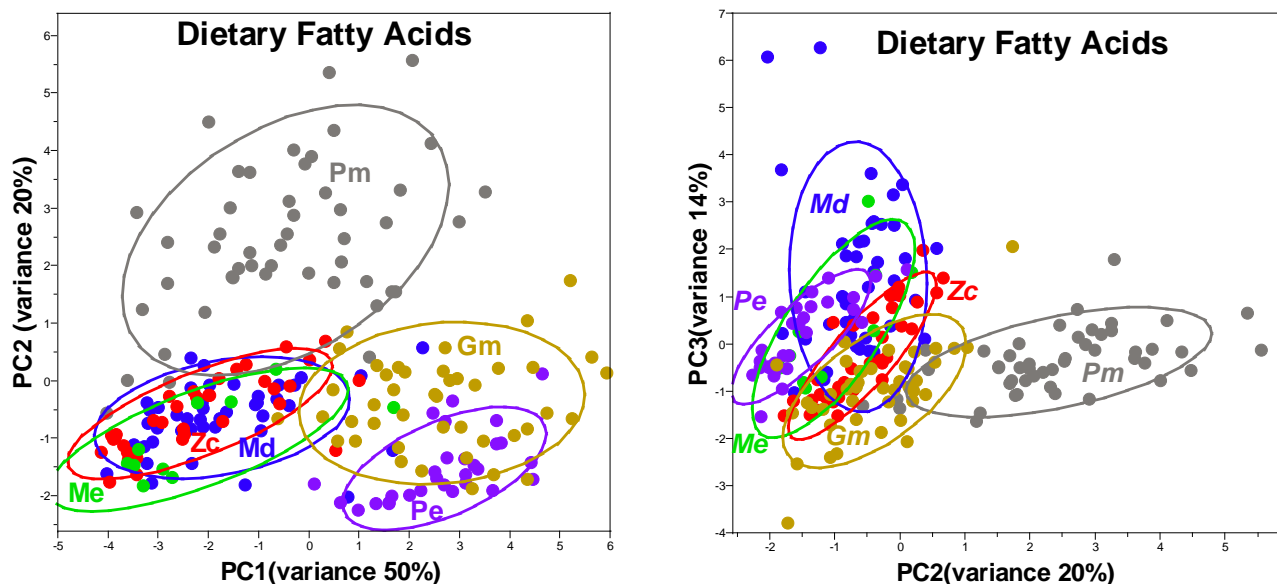 Dietary Fatty Acids
PC2 (variance 20%)
6
5
4
3
2
1
0
-1
-2
Pm
Gm
Zc
Md
Me
Pe
-5 -4 -3 -2 -1 0 1 2 3 4 5 6
PC1(variance 50%)
Dietary Fatty Acids
PC3(variance 14%)
7
6
5
4
3
2
1
0
-1
-2
-3
-4
Md
Pe
Zc
Pm
Me
Gm
-2 -1 0 1 2 3 4 5
PC2(variance 20%)